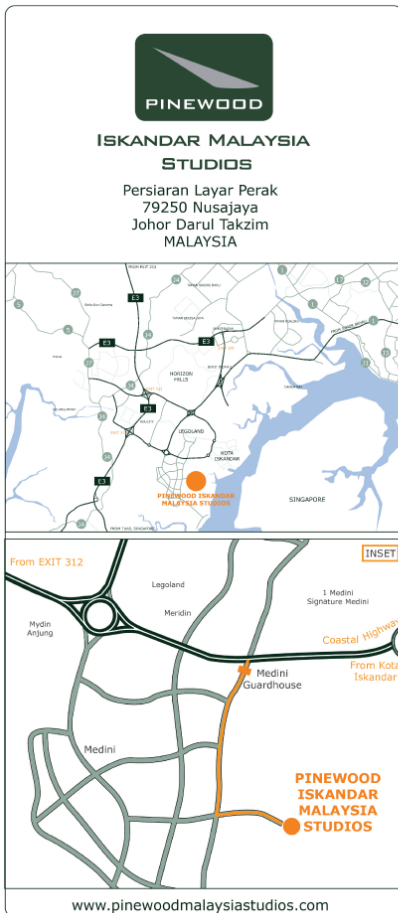 PINEWOOD
ISKANDAR MALAYSIA
STUDIOS
Persiaran Layar Perak
79250 Nusajaya
Johor Darul Takzim
MALAYSIA
E3
E3
E3
E3
E3
HORIZON
HILLS
LEGOLAND
KOTA
ISKANDAR
PINEWOOD ISKANDAR
MALAYSIA STUDIOS
SINGAPORE
INSET
From EXIT 312
Legoland
1 Medini
Signature Medini
Mydin
Anjung
Meridin
Coastal Highway
From Kota
Iskandar
Medini
Guardhouse
Medini
PINEWOOD
ISKANDAR
MALAYSIA
STUDIOS
www.pinewoodmalaysiastudios.com